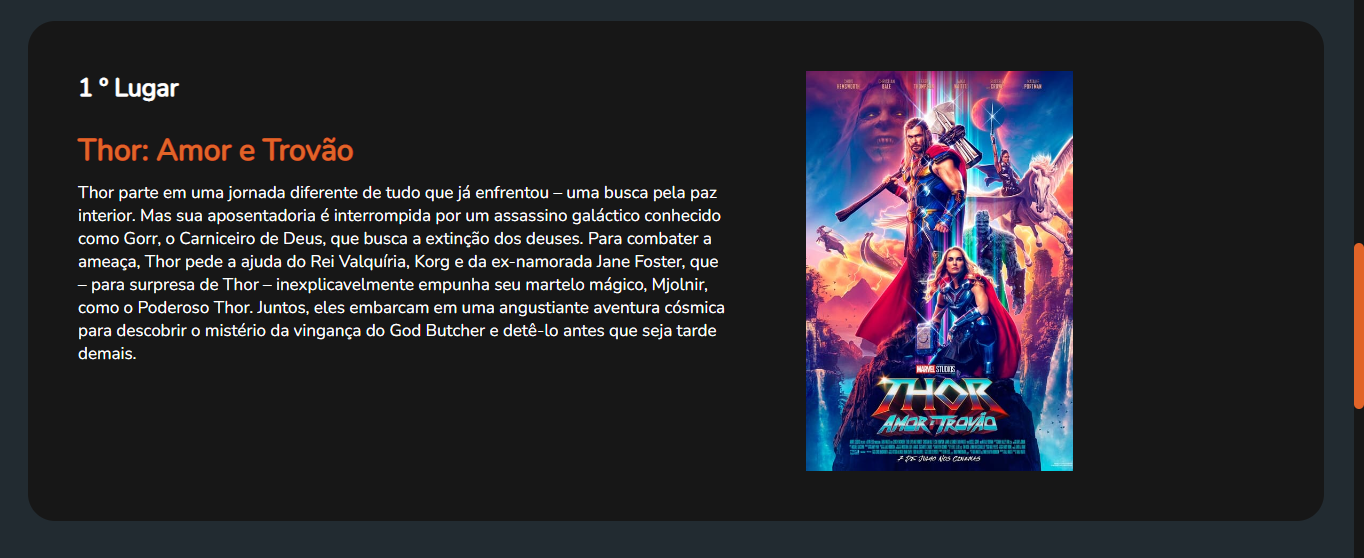 1 º Lugar
Thor: Amor e Trovão
Thor parte em uma jornada diferente de tudo que já enfrentou – uma busca pela paz
interior. Mas sua aposentadoria é interrompida por um assassino galáctico conhecido
como Gorr, o Carniceiro de Deus, que busca a extinção dos deuses. Para combater a
ameaça, Thor pede a ajuda do Rei Valquíria, Korg e da ex-namorada Jane Foster, que
– para surpresa de Thor – inexplicavelmente empunha seu martelo mágico, Mjolnir,
como o Poderoso Thor. Juntos, eles embarcam em uma angustiante aventura cósmica
para descobrir o mistério da vingança do God Butcher e detê-lo antes que seja tarde
demais.
HEMSWORTH BALE PORTMAN
MARVEL STUDIOS
THOR
AMOR E TROVÃO
7 DE JULHO NOS CINEMAS